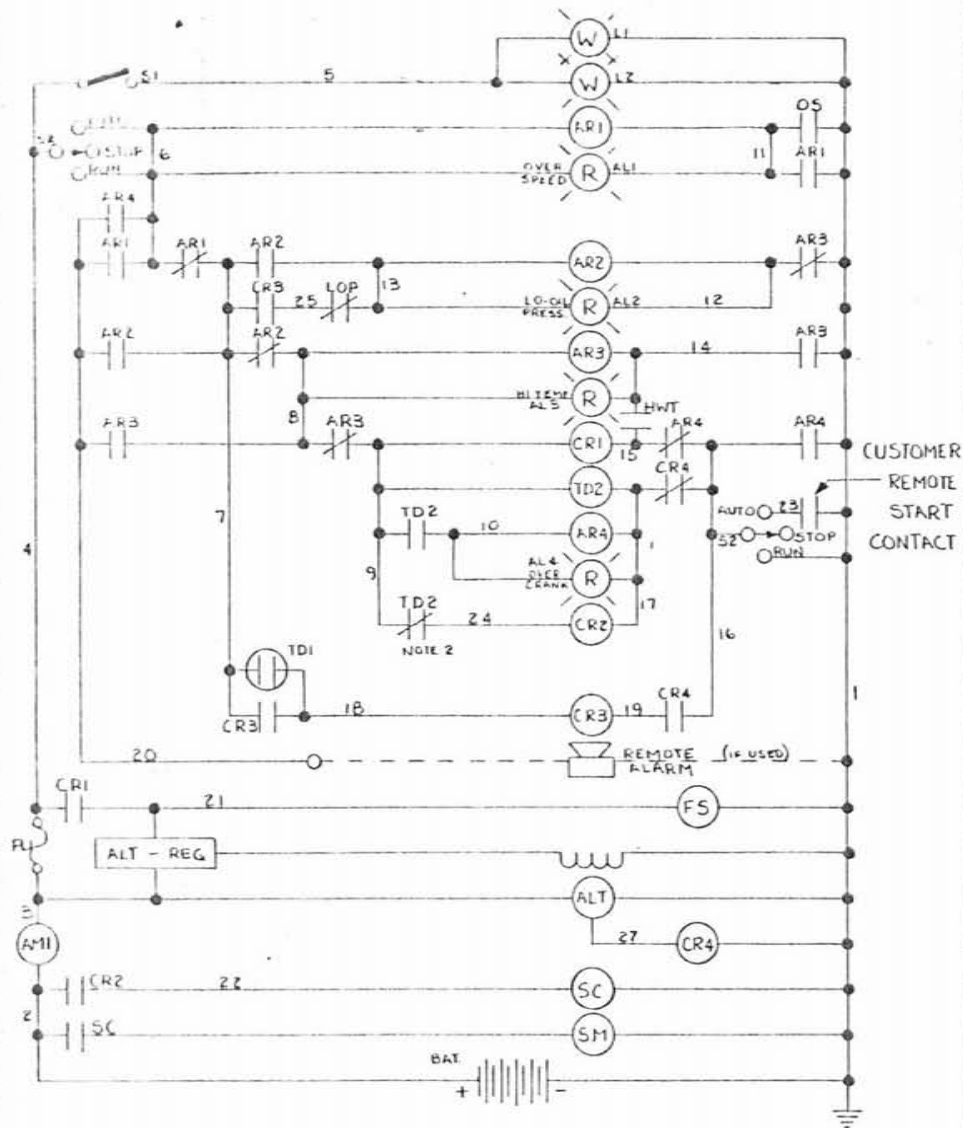 W L1
S1 5
W L2
OS
AR1
S2 STOP 6
11 AR1
RUN OVER SPEED R AL1
AR4
AR1 AR1 AR2 AR3
AR2
13
CR3 25 LOP
LO-OIL PRESS. R AL2 12
AR2 AR2 14 AR3
AR3
HI TEMP AL3 R
HWT
8
AR3 AR3 AR4 AR4
CR1 15
CUSTOMER
REMOTE
START
CONTACT
CR4
TD2
7
AUTO 23
TD2 10 AR4 S2 STOP
1
RUN
4
AL4 OVER CRANK R
9
17
TD2 24 CR2
NOTE 2
16
TD1
1
CR4
CR3 18 CR3 19
20 REMOTE ALARM (IF USED)
CR1
21 FS
ALT - REG
ALT
3
27
AM1 CR4
CR2 22
SC
2
SC SM
BAT.
+ -